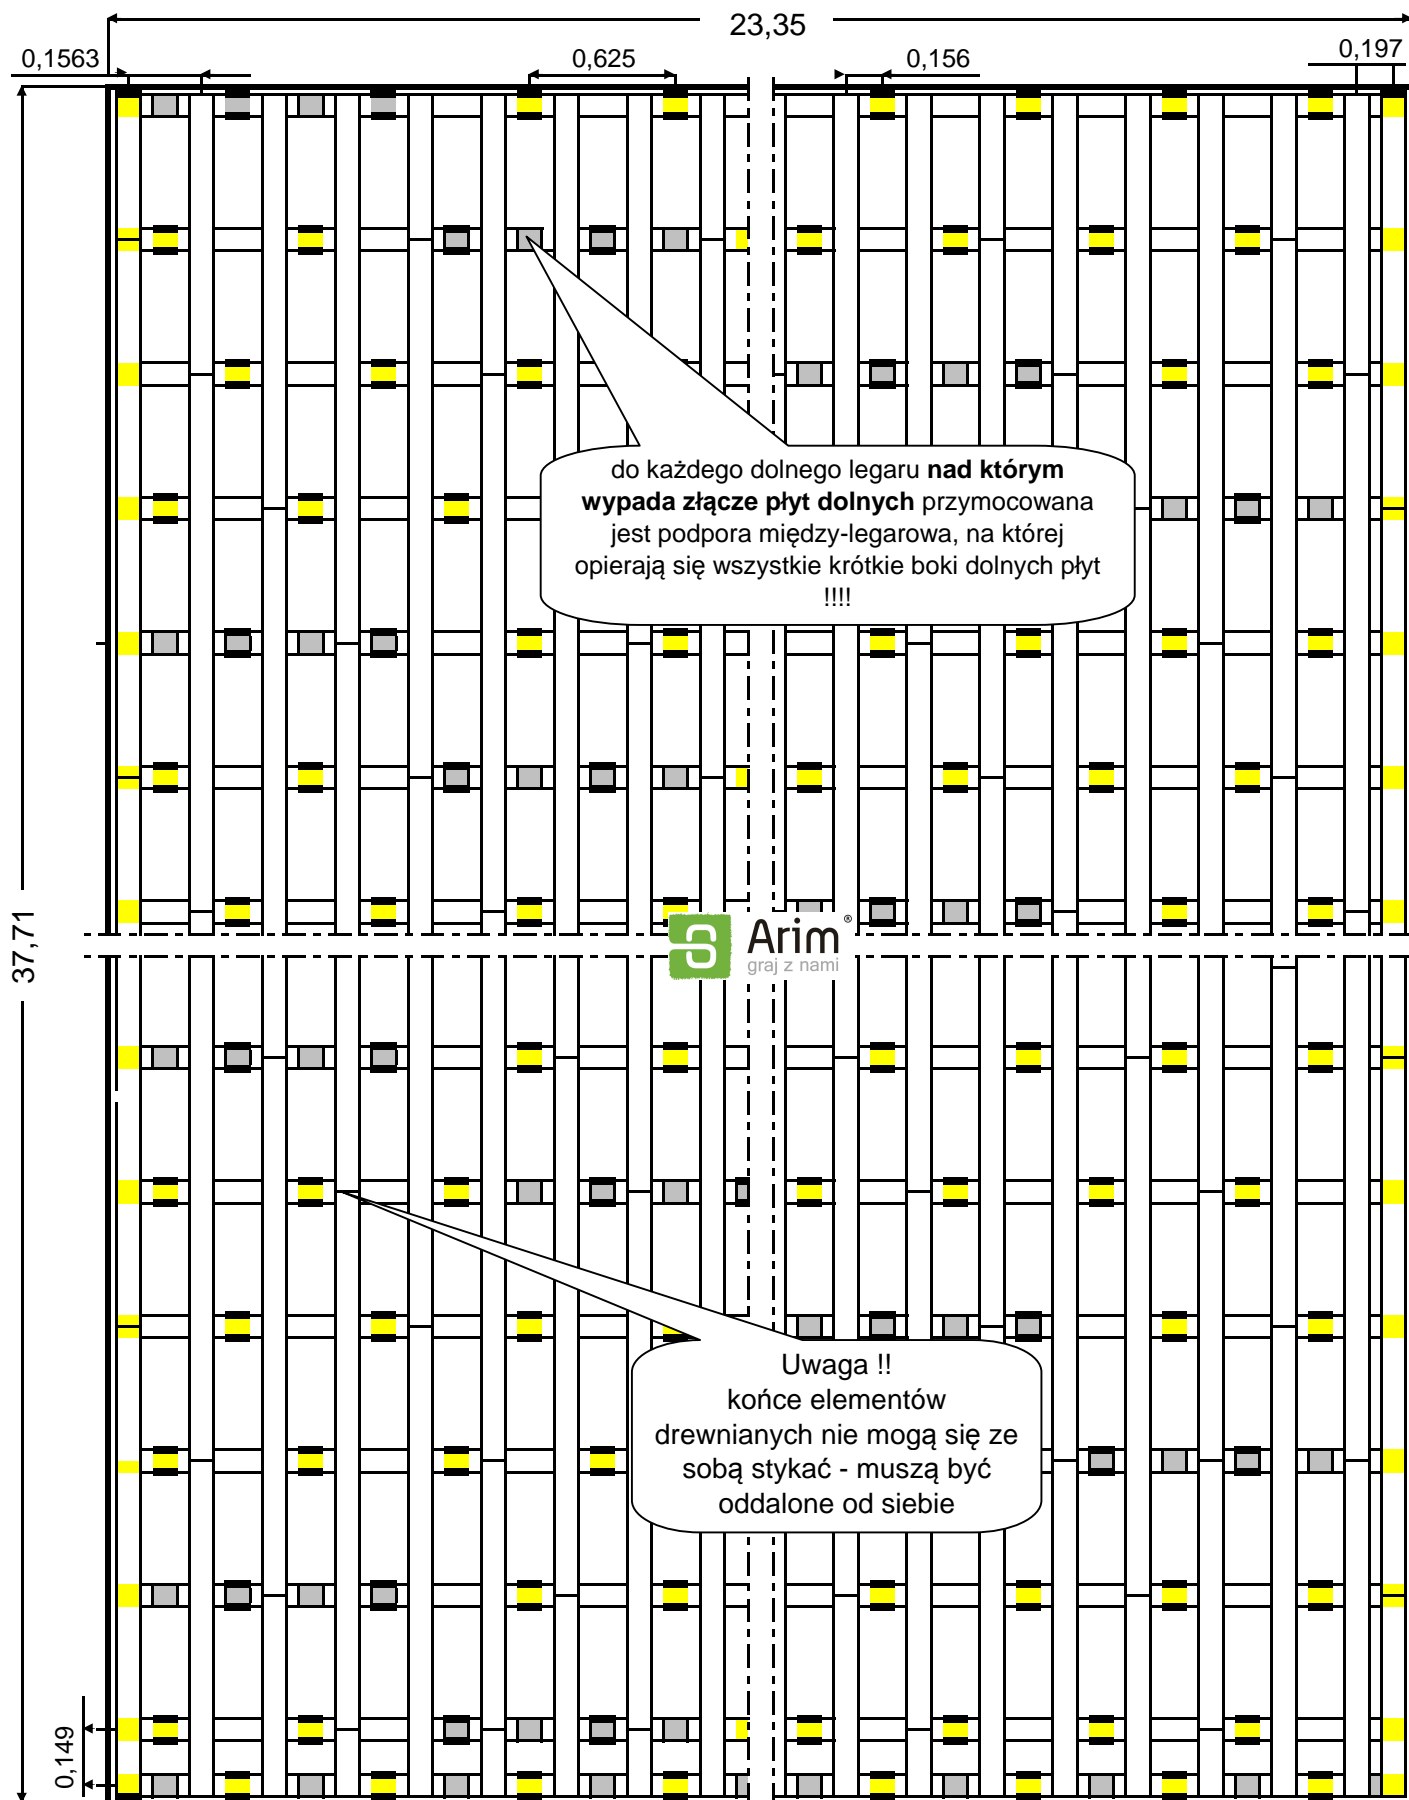 23,35
0,1563
0,625
0,156
0,197
do każdego dolnego legaru nad którym
wypada złącze płyt dolnych przymocowana
jest podpora między-legarowa, na której
opierają się wszystkie krótkie boki dolnych płyt
!!!!
37,71
Arim®
graj z nami
Uwaga !!
końce elementów
drewnianych nie mogą się ze
sobą stykać - muszą być
oddalone od siebie
0,149